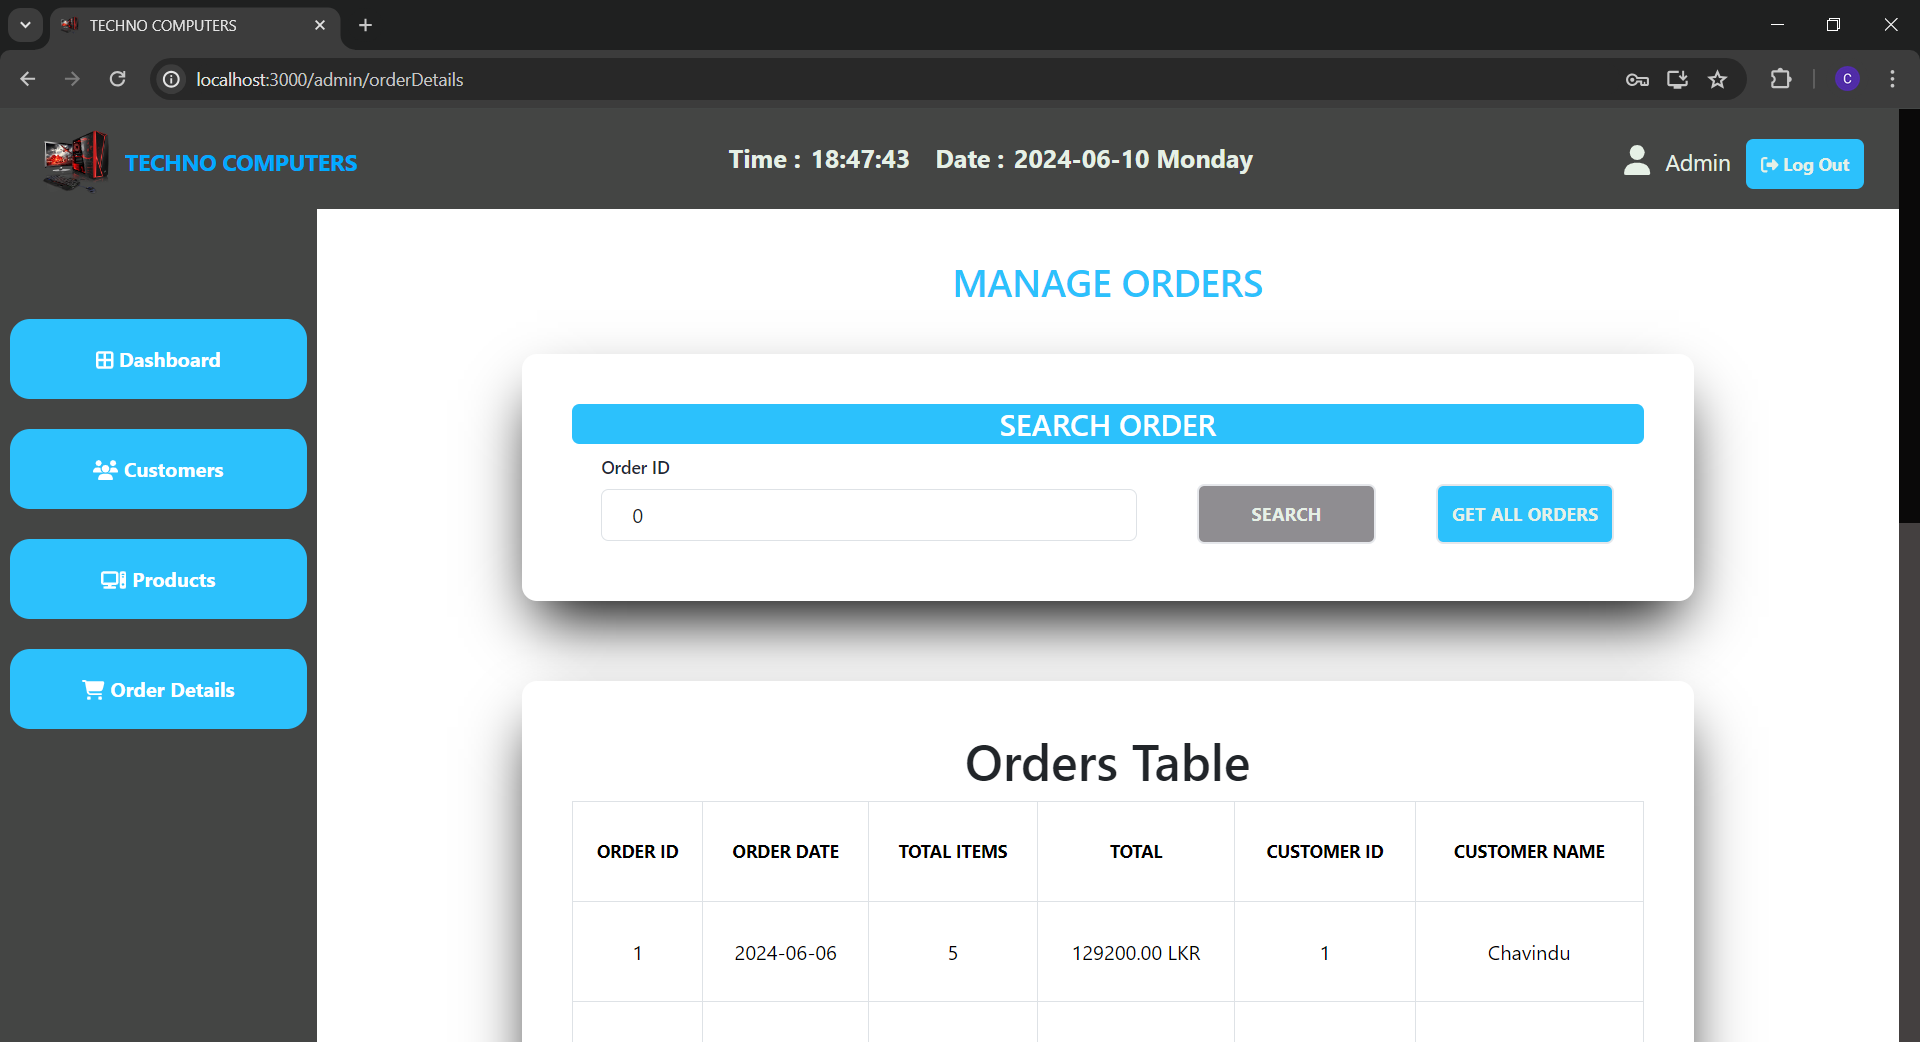 TECHNO COMPUTERS
localhost:3000/admin/orderDetails
C
TECHNO COMPUTERS
Time : 18:47:43 Date : 2024-06-10 Monday
Admin
Log Out
Dashboard
Customers
Products
Order Details
MANAGE ORDERS
SEARCH ORDER
Order ID
0
SEARCH
GET ALL ORDERS
Orders Table
ORDER ID ORDER DATE TOTAL ITEMS TOTAL CUSTOMER ID CUSTOMER NAME
1 2024-06-06 5 129200.00 LKR 1 Chavindu